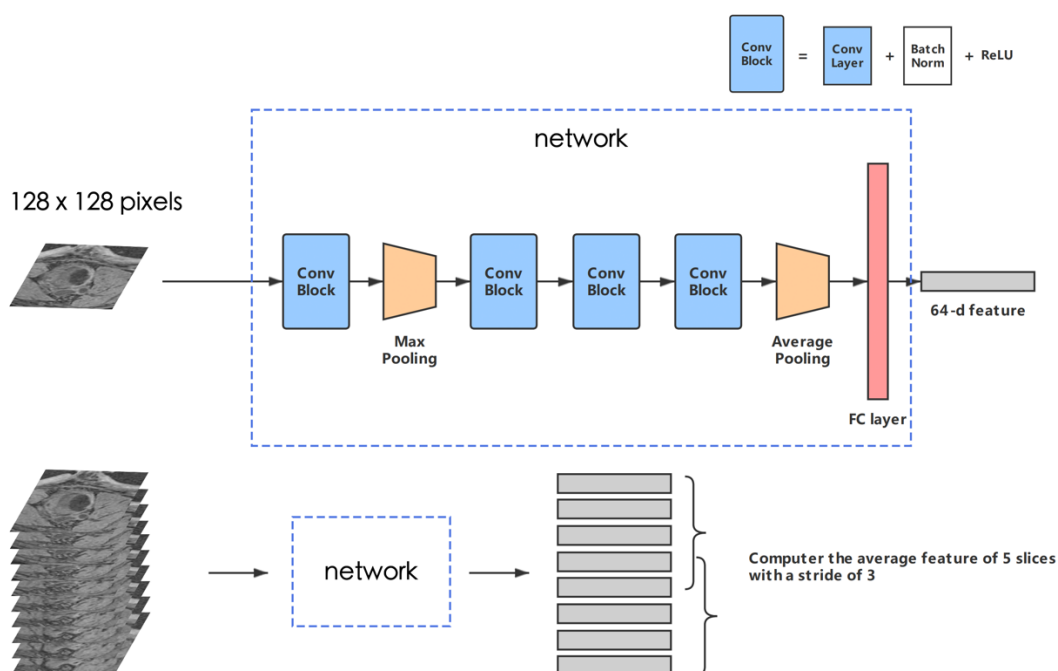 Conv
Block
=
Conv
Layer
+
Batch
Norm
+ ReLU
network
128 x 128 pixels
Conv
Block
Max
Pooling
Conv
Block
Conv
Block
Conv
Block
Average
Pooling
FC layer
64-d feature
network
Computer the average feature of 5 slices
with a stride of 3